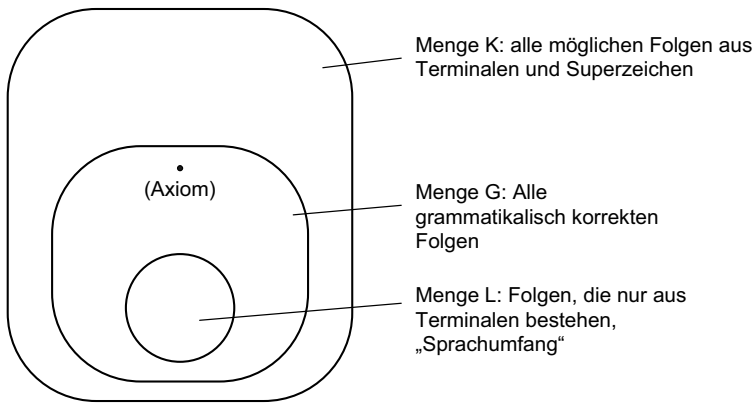 Menge K: alle möglichen Folgen aus
Terminalen und Superzeichen
(Axiom)
Menge G: Alle
grammatikalisch korrekten
Folgen
Menge L: Folgen, die nur aus
Terminalen bestehen,
„Sprachumfang“